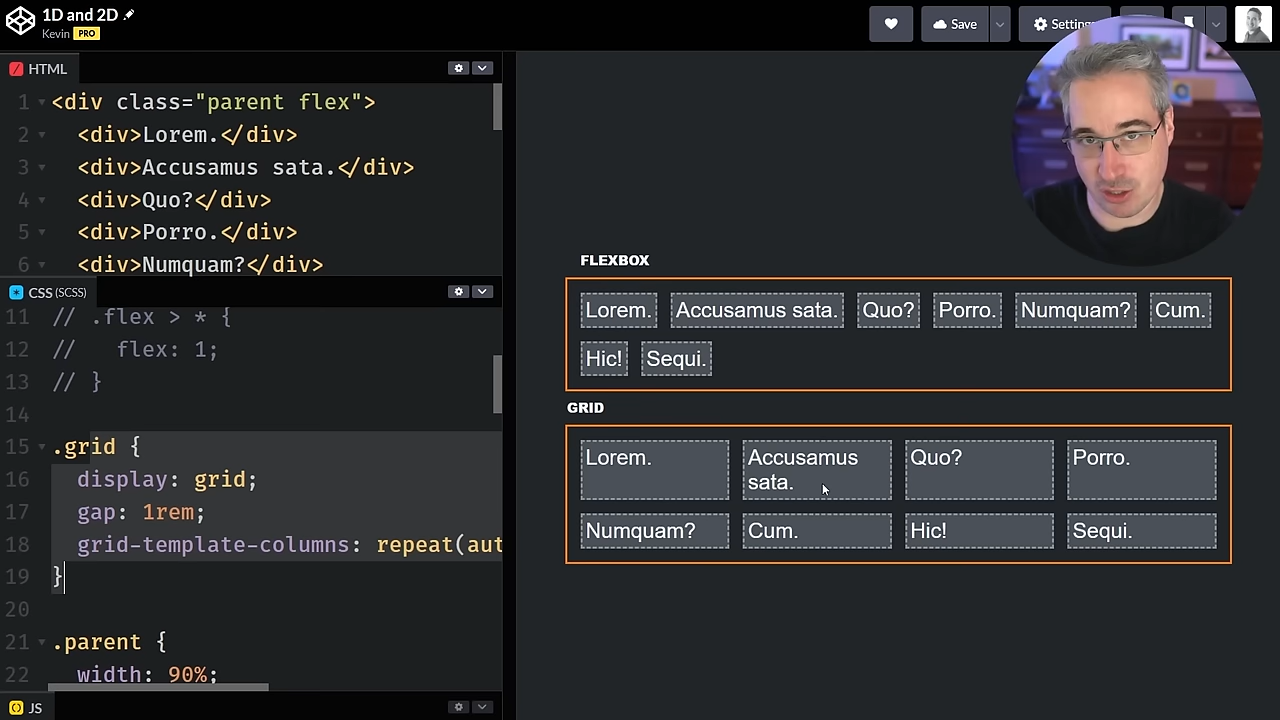 1D and 2D
Kevin PRO
Save
Settings
HTML
1 <div class="parent flex">
2 <div>Lorem.</div>
3 <div>Accusamus sata.</div>
4 <div>Quo?</div>
5 <div>Porro.</div>
6 <div>Numquam?</div>
CSS (SCSS)
11 // .flex > * {
12 // flex: 1;
13 // }
14
15 .grid {
16 display: grid;
17 gap: 1rem;
18 grid-template-columns: repeat(aut
19 }
20
21 .parent {
22 width: 90%;
JS
FLEXBOX
Lorem. Accusamus sata. Quo? Porro. Numquam? Cum.
Hic! Sequi.
GRID
Lorem. Accusamus Quo? Porro.
sata.
Numquam? Cum. Hic! Sequi.